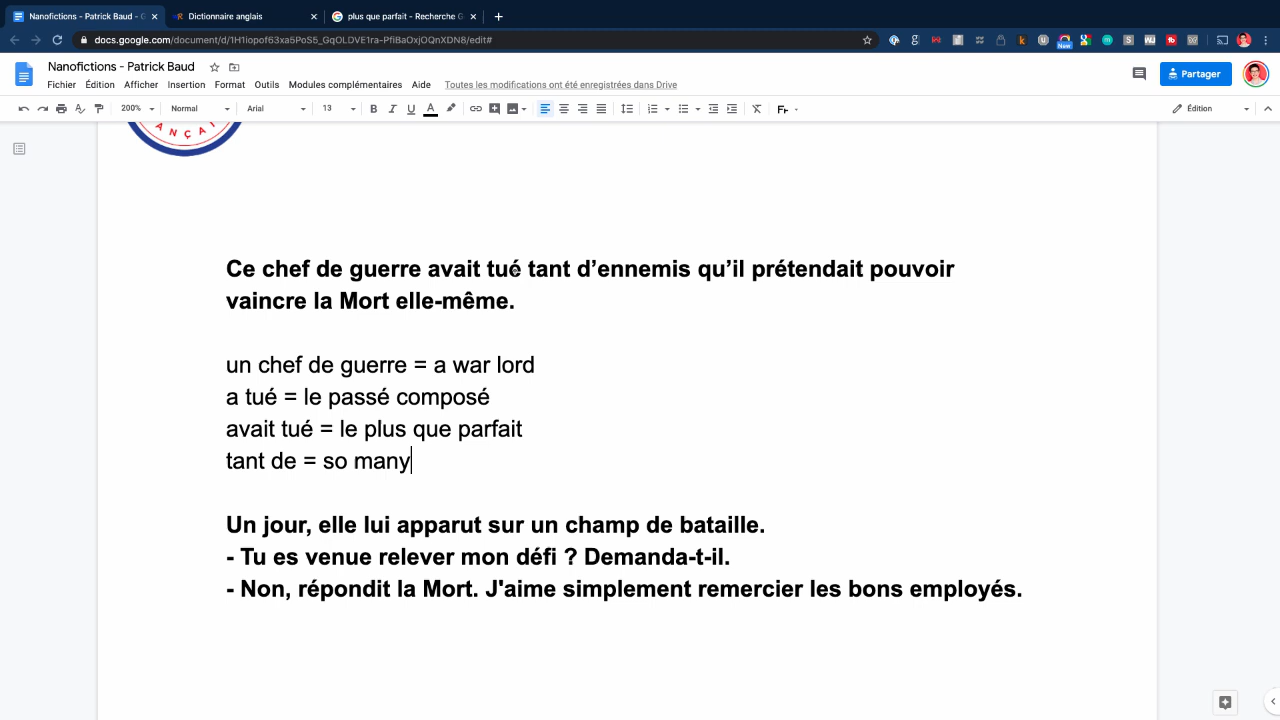 Nanofictions - Patrick Baud - G
Dictionnaire anglais
plus que parfait - Recherche G
docs.google.com/document/d/1H1iopof63xa5PoS5_GqOLDVE1ra-PfiBaOxjOQnXDN8/edit#
New
Nanofictions - Patrick Baud
Fichier Édition Afficher Insertion Format Outils Modules complémentaires Aide Toutes les modifications ont été enregistrées dans Drive
Partager
200% Normal Arial 13 B I U A Édition
ANÇAI
Ce chef de guerre avait tué tant d’ennemis qu’il prétendait pouvoir
vaincre la Mort elle-même.
un chef de guerre = a war lord
a tué = le passé composé
avait tué = le plus que parfait
tant de = so many
Un jour, elle lui apparut sur un champ de bataille.
- Tu es venue relever mon défi ? Demanda-t-il.
- Non, répondit la Mort. J'aime simplement remercier les bons employés.